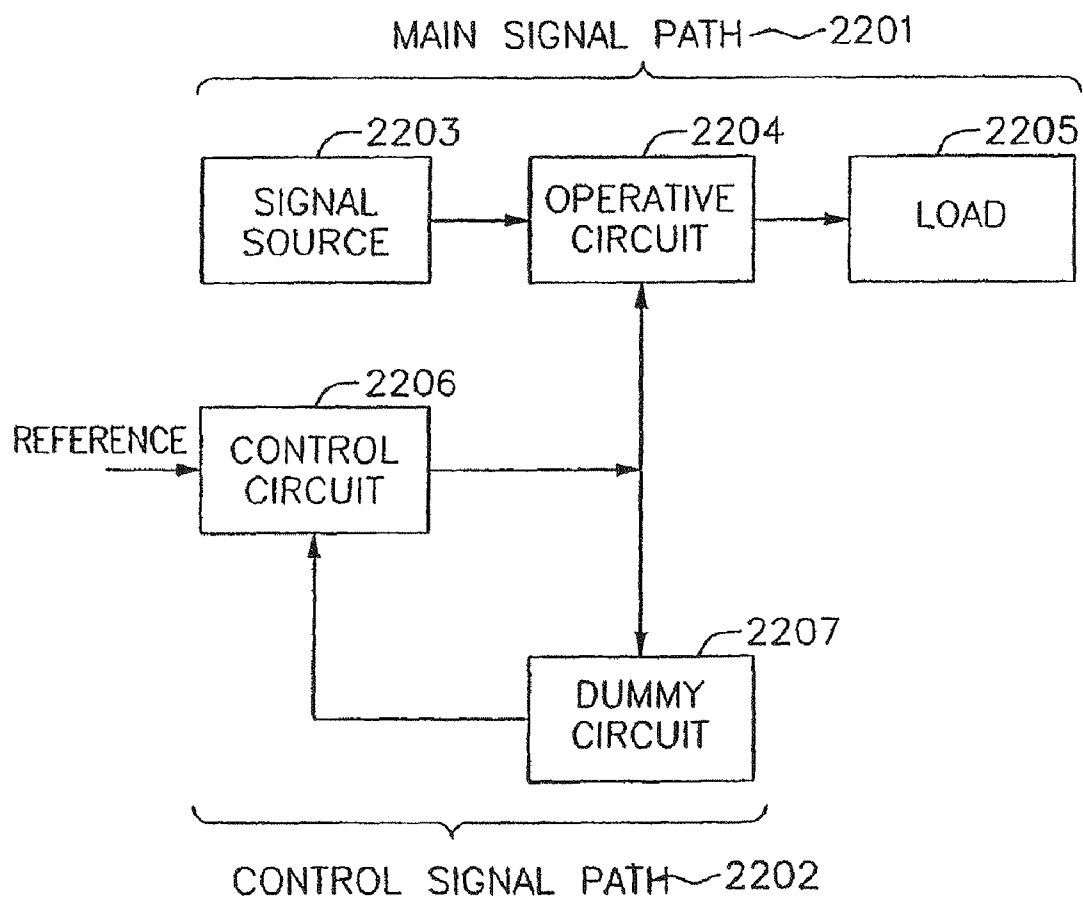 MAIN SIGNAL PATH 2201
2203
2204
2205
SIGNAL
SOURCE
OPERATIVE
CIRCUIT
LOAD
2206
REFERENCE
CONTROL
CIRCUIT
2207
DUMMY
CIRCUIT
CONTROL SIGNAL PATH 2202